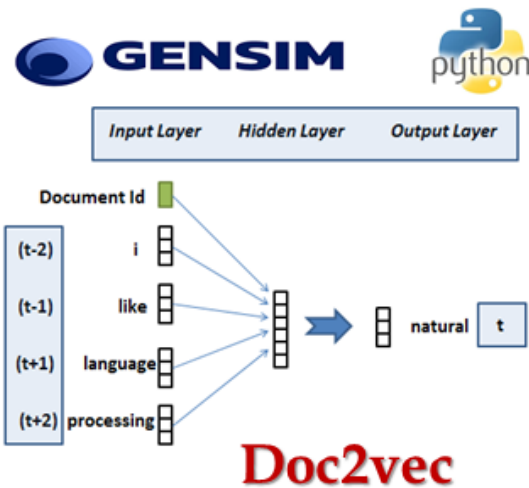 GENSIM
python
Input Layer Hidden Layer Output Layer
Document Id
(t-2) i
(t-1) like
natural t
(t+1) language
(t+2) processing
Doc2vec